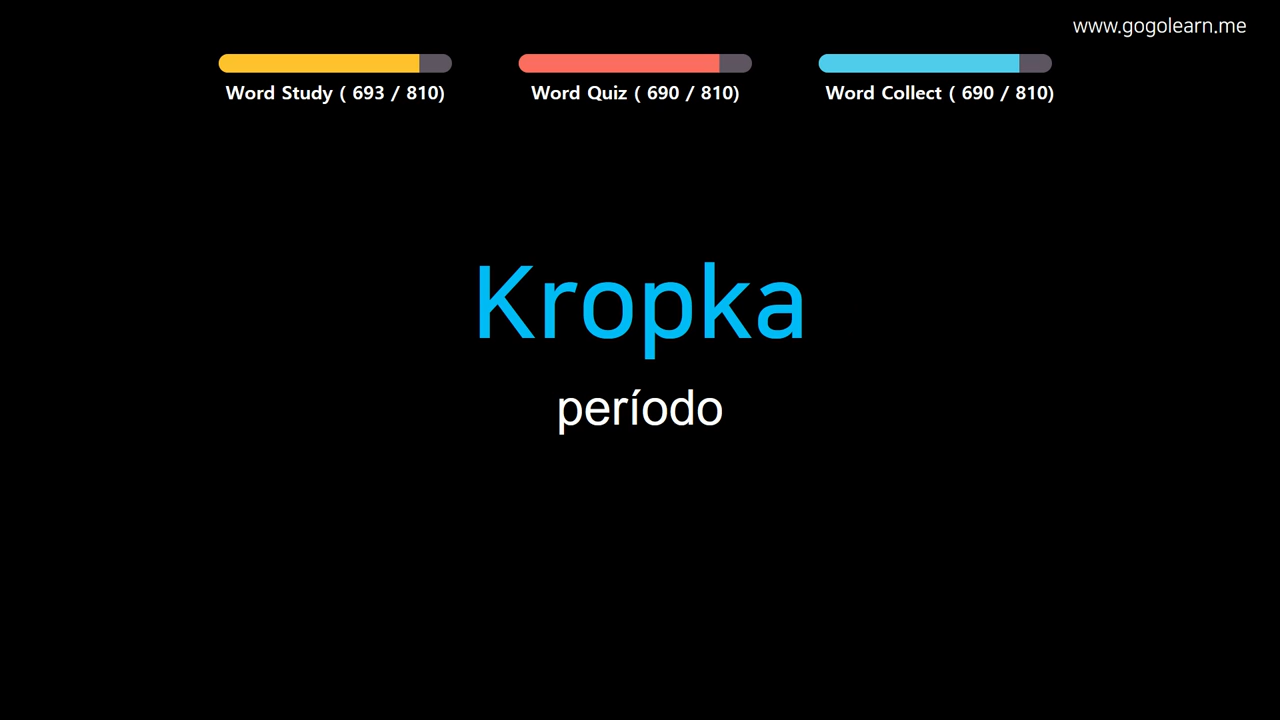 www.gogolearn.me
Word Study ( 693 / 810)
Word Quiz ( 690 / 810)
Word Collect ( 690 / 810)
Kropka
período